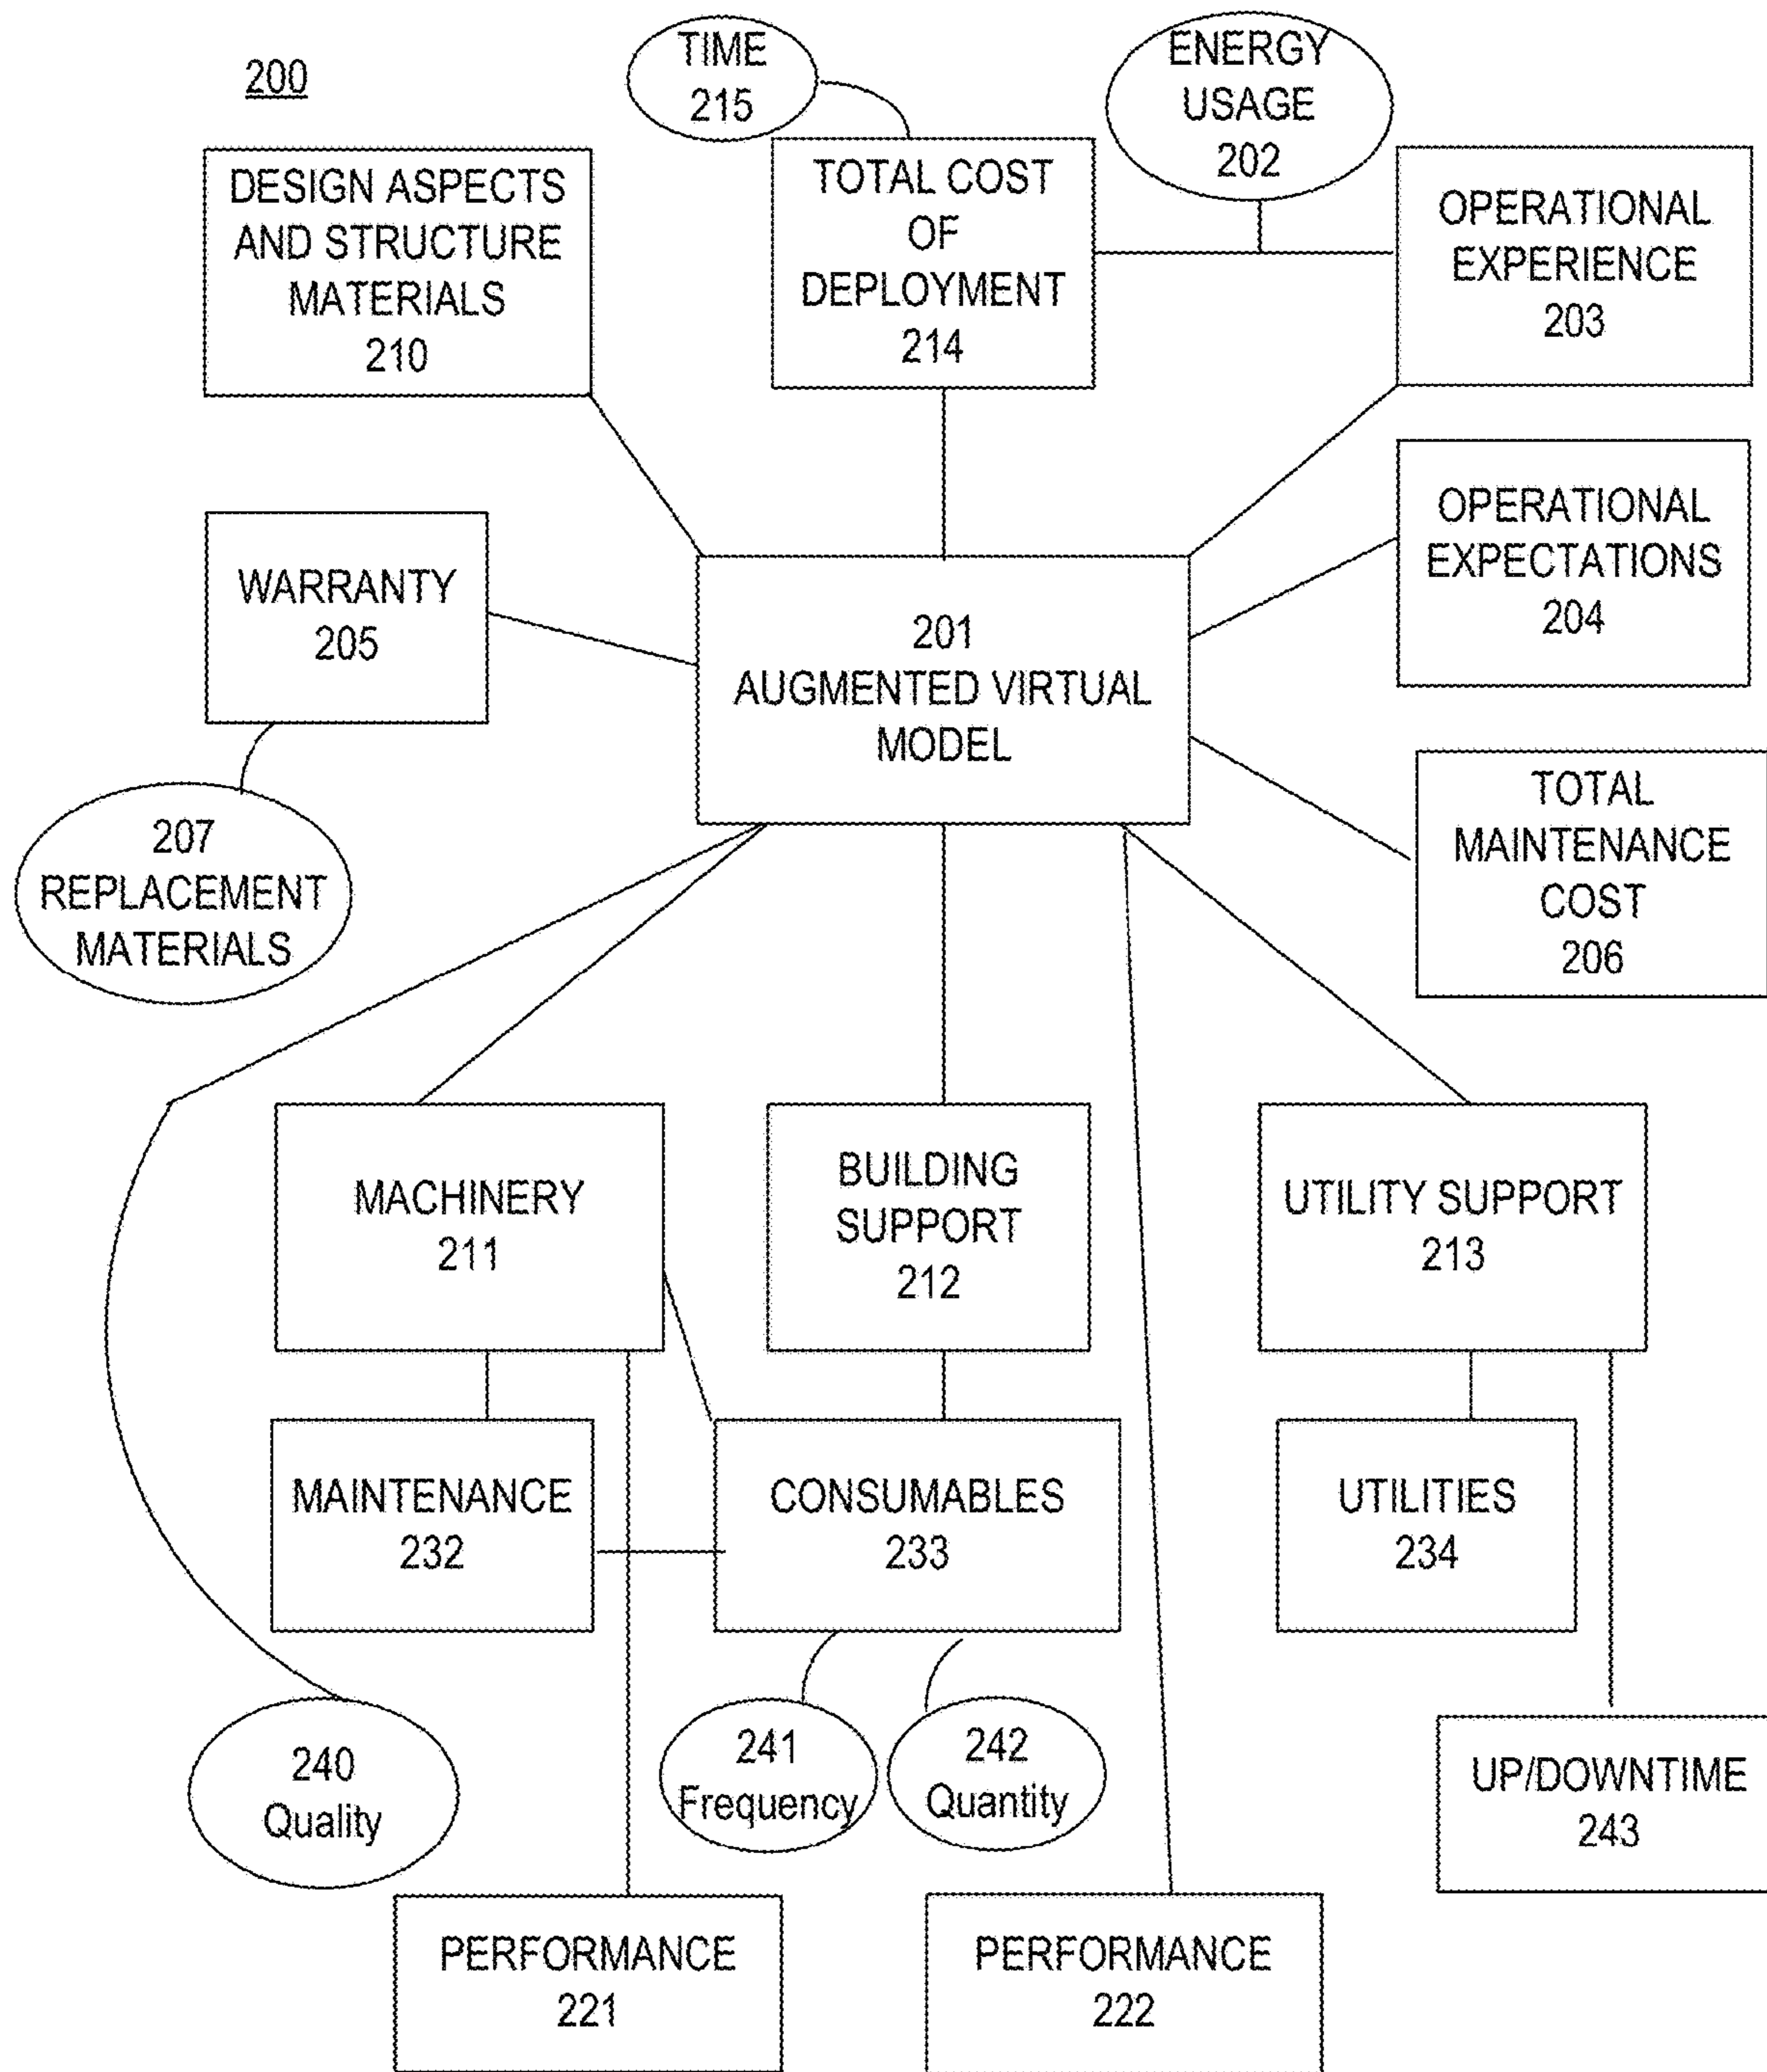 200
TIME
215
ENERGY
USAGE
202
DESIGN ASPECTS
AND STRUCTURE
MATERIALS
210
TOTAL COST
OF
DEPLOYMENT
214
OPERATIONAL
EXPERIENCE
203
OPERATIONAL
EXPECTATIONS
204
WARRANTY
205
201
AUGMENTED VIRTUAL
MODEL
TOTAL
MAINTENANCE
COST
206
207
REPLACEMENT
MATERIALS
MACHINERY
211
BUILDING
SUPPORT
212
UTILITY SUPPORT
213
MAINTENANCE
232
CONSUMABLES
233
UTILITIES
234
240
Quality
241
Frequency
242
Quantity
UP/DOWNTIME
243
PERFORMANCE
221
PERFORMANCE
222